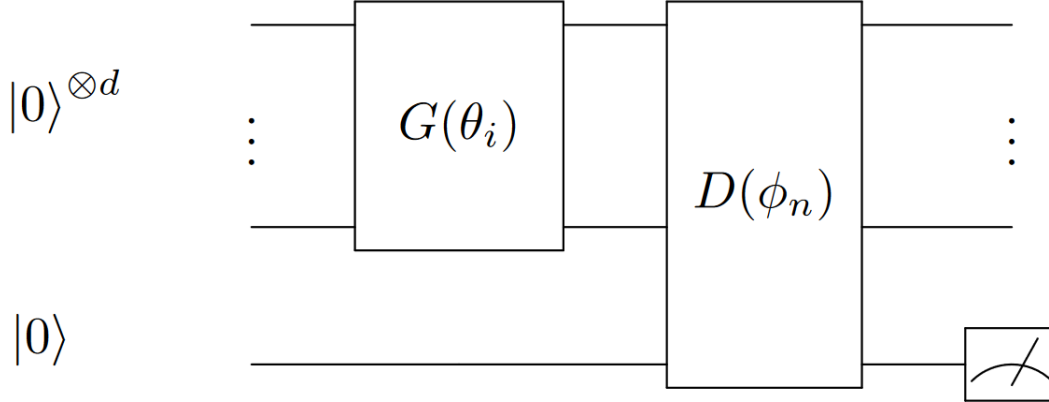 |0⟩^{⊗d}
G(θ_i)
⋮
⋮
D(ϕ_n)
|0⟩